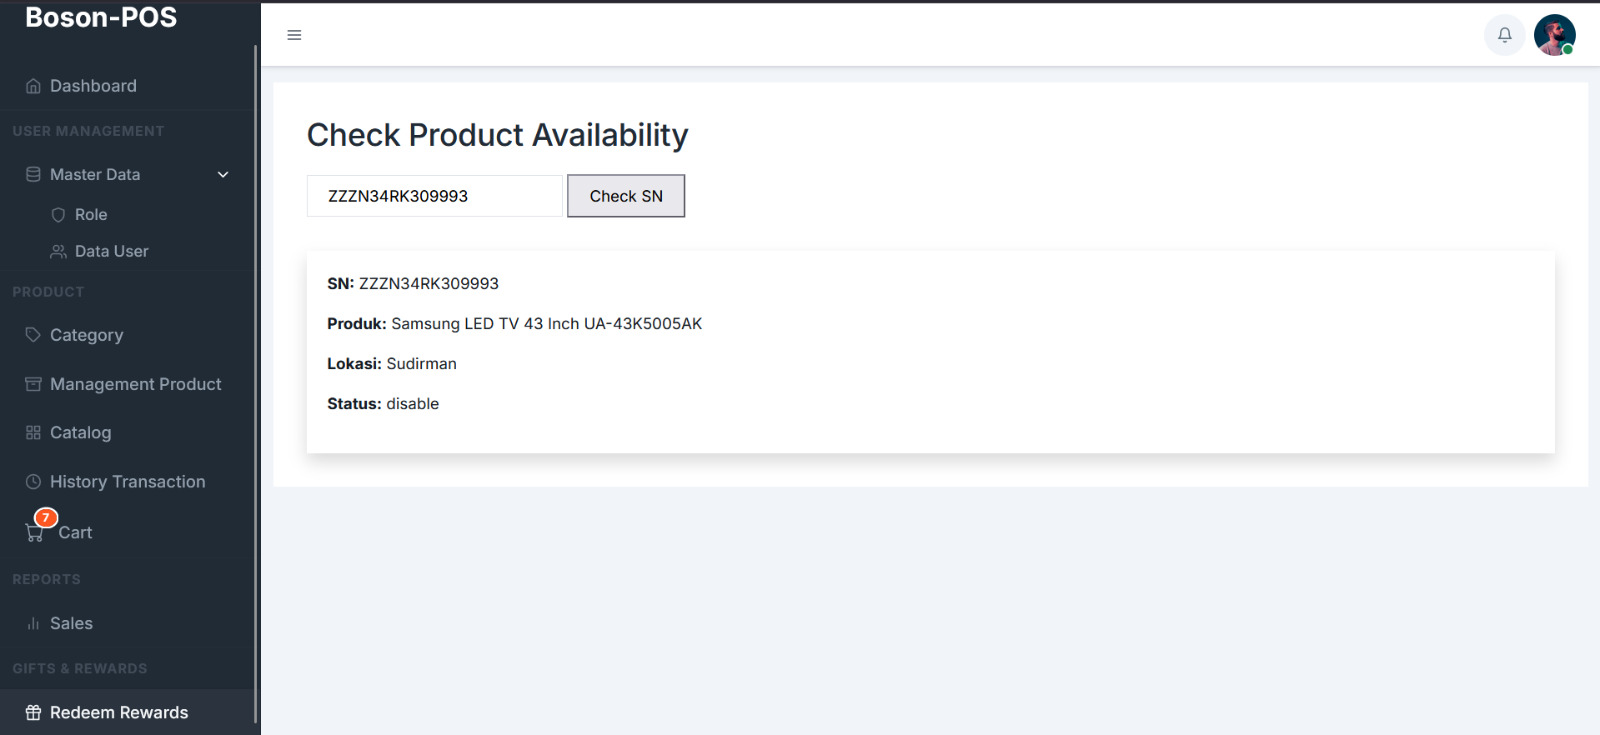 Boson-POS
Dashboard
USER MANAGEMENT
Master Data
Role
Data User
PRODUCT
Category
Management Product
Catalog
History Transaction
7
Cart
REPORTS
Sales
GIFTS & REWARDS
Redeem Rewards
Check Product Availability
ZZZN34RK309993
Check SN
SN: ZZZN34RK309993
Produk: Samsung LED TV 43 Inch UA-43K5005AK
Lokasi: Sudirman
Status: disable